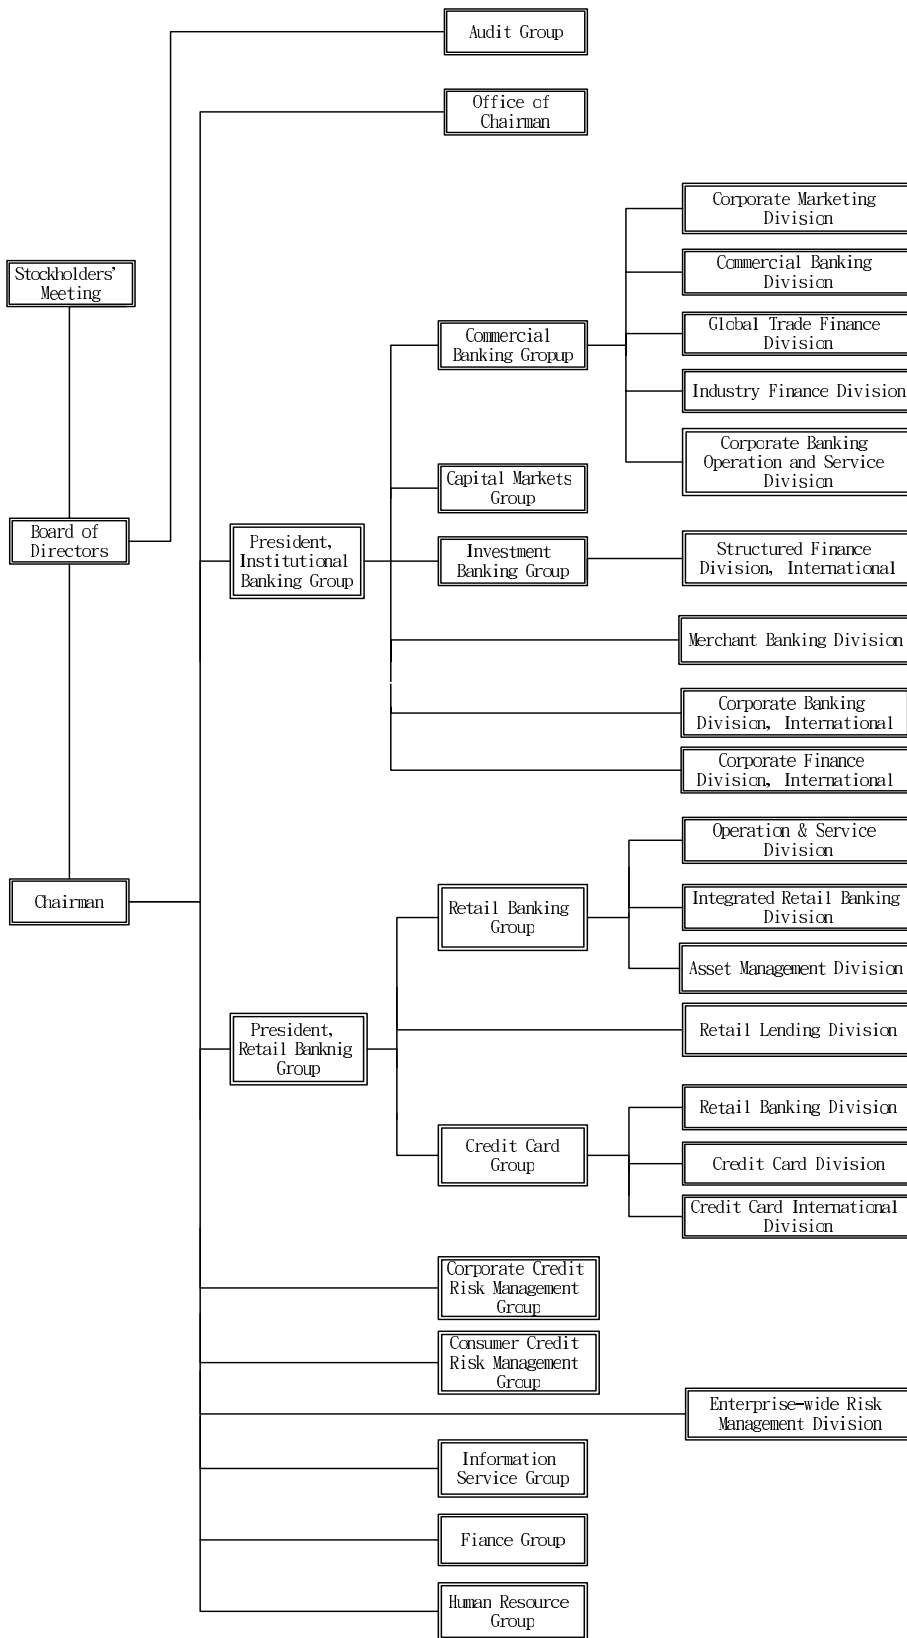 Audit Group
Office of
Chairman
Corporate Marketing
Division
Stockholders'
Meeting
Commercial Banking
Division
Commercial
Banking Gropup
Global Trade Finance
Division
Industry Finance Division
Corporate Banking
Operation and Service
Division
Capital Markets
Group
Board of
Directors
President,
Institutional
Banking Group
Investment
Banking Group
Structured Finance
Division, International
Merchant Banking Division
Corporate Banking
Division, International
Corporate Finance
Division, International
Operation & Service
Division
Chairman
Retail Banking
Group
Integrated Retail Banking
Division
Asset Management Division
President,
Retail Banknig
Group
Retail Lending Division
Retail Banking Division
Credit Card
Group
Credit Card Division
Credit Card International
Division
Corporate Credit
Risk Management
Group
Consumer Credit
Risk Management
Group
Enterprise-wide Risk
Management Division
Information
Service Group
Fiance Group
Human Resource
Group